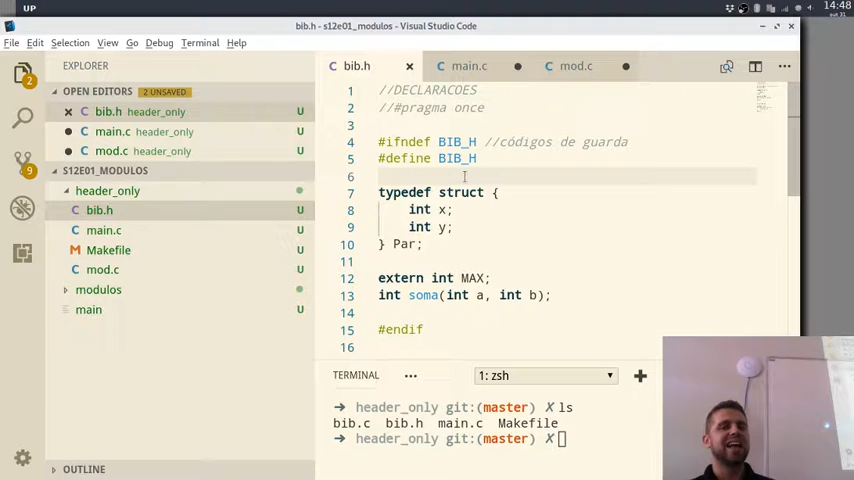 UP
14:48
out 31
bib.h - s12e01_modulos - Visual Studio Code
File Edit Selection View Go Debug Terminal Help
EXPLORER
OPEN EDITORS 2 UNSAVED
bib.h header_only U
main.c header_only U
mod.c header_only U
S12E01_MODULOS
header_only
bib.h U
main.c U
Makefile U
mod.c U
modulos
main U
OUTLINE
2
9
bib.h main.c mod.c
1 //DECLARACOES
2 //#pragma once
3
4 #ifndef BIB_H //códigos de guarda
5 #define BIB_H
6
7 typedef struct {
8 int x;
9 int y;
10 } Par;
11
12 extern int MAX;
13 int soma(int a, int b);
14
15 #endif
16
TERMINAL ... 1: zsh
→ header_only git:(master) ✗ ls
bib.c bib.h main.c Makefile
→ header_only git:(master) ✗